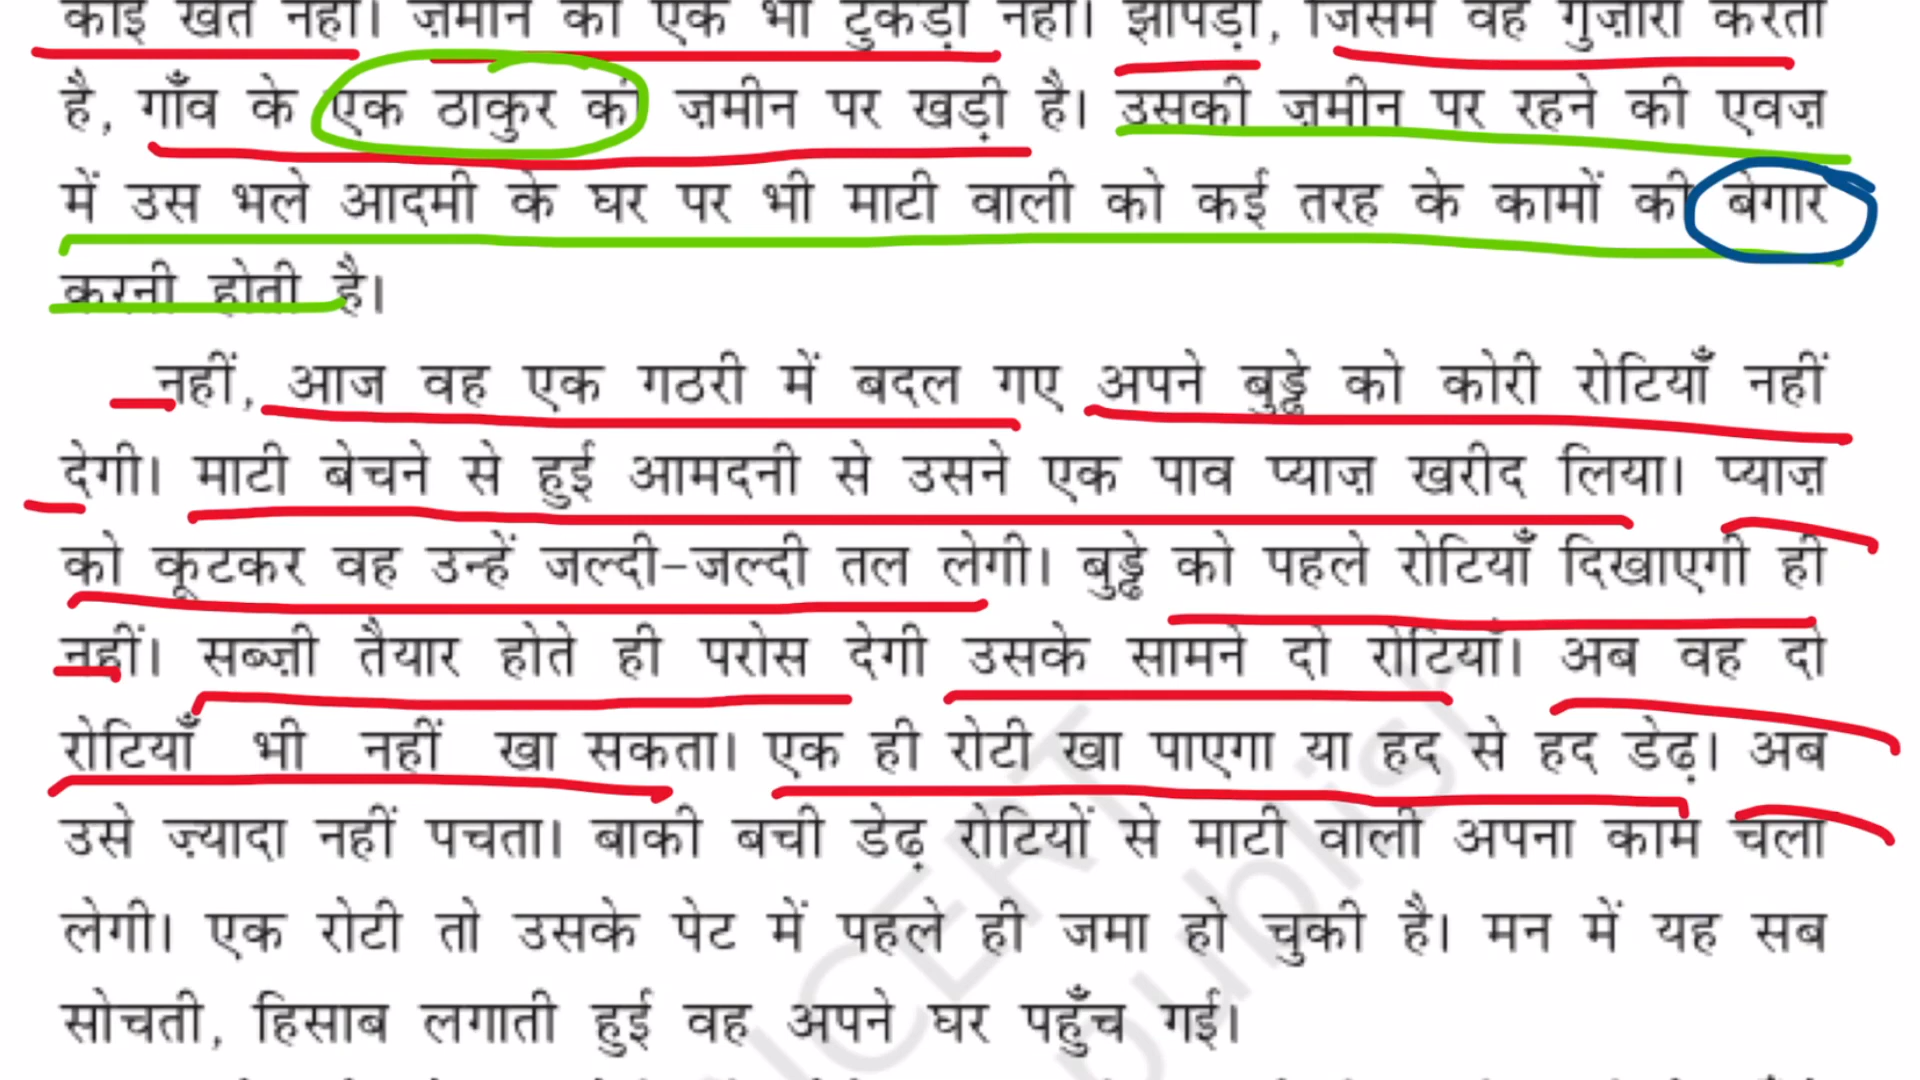 कोई खेत नहीं। ज़मीन का एक भी टुकड़ा नहीं। झोंपड़ी, जिसमें वह गुज़ारा करती
है, गाँव के एक ठाकुर की ज़मीन पर खड़ी है। उसकी ज़मीन पर रहने की एवज़
में उस भले आदमी के घर पर भी माटी वाली को कई तरह के कामों की बेगार
करनी होती है।
नहीं, आज वह एक गठरी में बदल गए अपने बुड्ढे को कोरी रोटियाँ नहीं
देगी। माटी बेचने से हुई आमदनी से उसने एक पाव प्याज़ खरीद लिया। प्याज़
को कूटकर वह उन्हें जल्दी-जल्दी तल लेगी। बुड्ढे को पहले रोटियाँ दिखाएगी ही
नहीं। सब्ज़ी तैयार होते ही परोस देगी उसके सामने दो रोटियाँ। अब वह दो
रोटियाँ भी नहीं खा सकता। एक ही रोटी खा पाएगा या हद से हद डेढ़। अब
उसे ज़्यादा नहीं पचता। बाकी बची डेढ़ रोटियों से माटी वाली अपना काम चला
लेगी। एक रोटी तो उसके पेट में पहले ही जमा हो चुकी है। मन में यह सब
सोचती, हिसाब लगाती हुई वह अपने घर पहुँच गई।